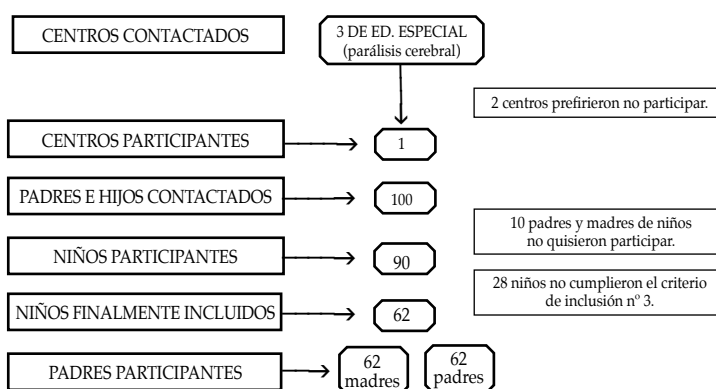 CENTROS CONTACTADOS
3 DE ED. ESPECIAL
(parálisis cerebral)
2 centros prefirieron no participar.
CENTROS PARTICIPANTES
1
PADRES E HIJOS CONTACTADOS
100
10 padres y madres de niños
no quisieron participar.
NIÑOS PARTICIPANTES
90
28 niños no cumplieron el criterio
de inclusión nº 3.
NIÑOS FINALMENTE INCLUIDOS
62
PADRES PARTICIPANTES
62
madres
62
padres